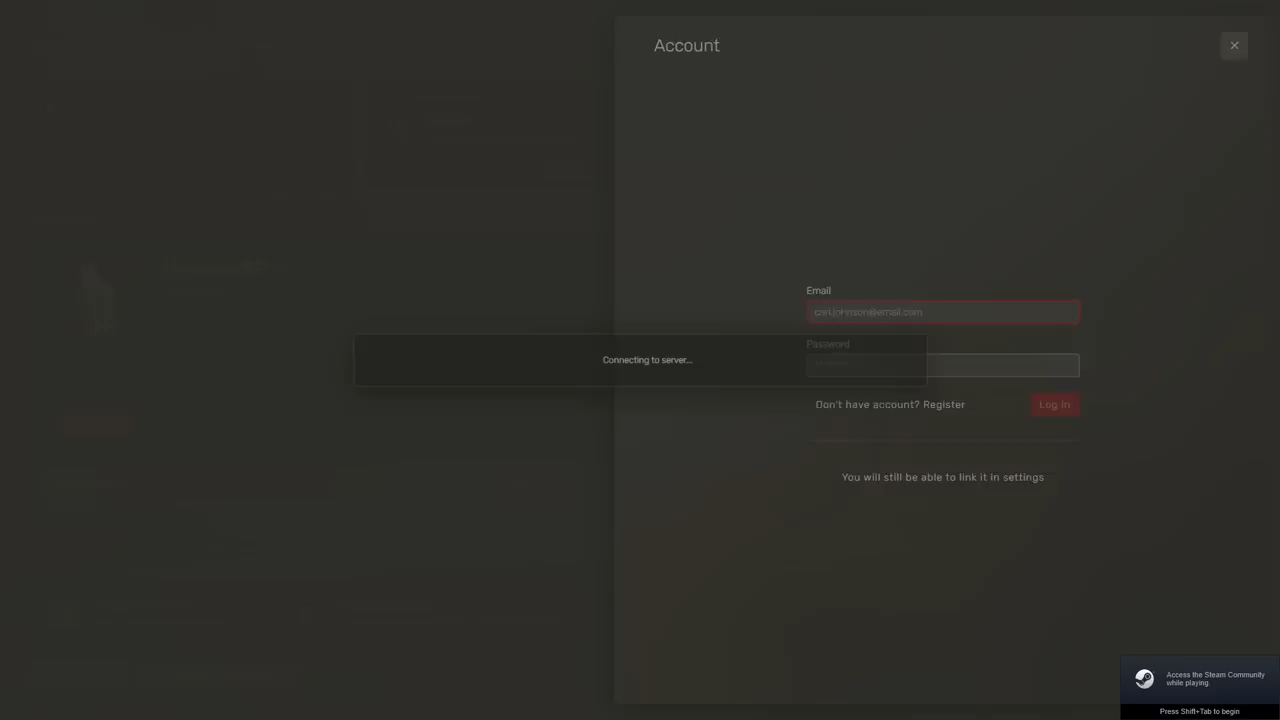 Account
Email
carl.johnson@email.com
Connecting to server...
Password
Don't have account? Register
Log in
You will still be able to link it in settings
Access the Steam Community
while playing.
Press Shift+Tab to begin